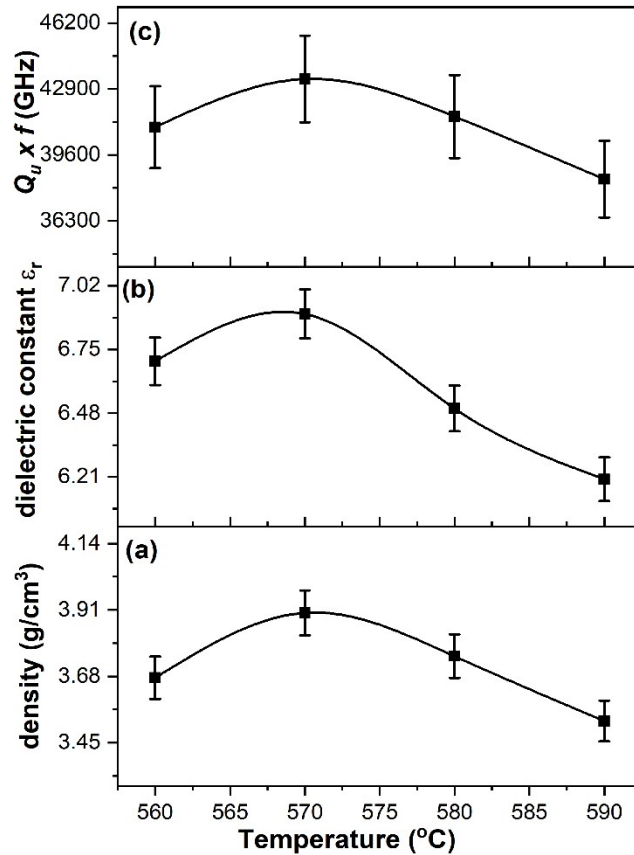 (c)
Qᵤ x f (GHz)
46200
42900
39600
36300
(b)
dielectric constant εᵣ
7.02
6.75
6.48
6.21
(a)
density (g/cm³)
4.14
3.91
3.68
3.45
560 565 570 575 580 585 590
Temperature (°C)